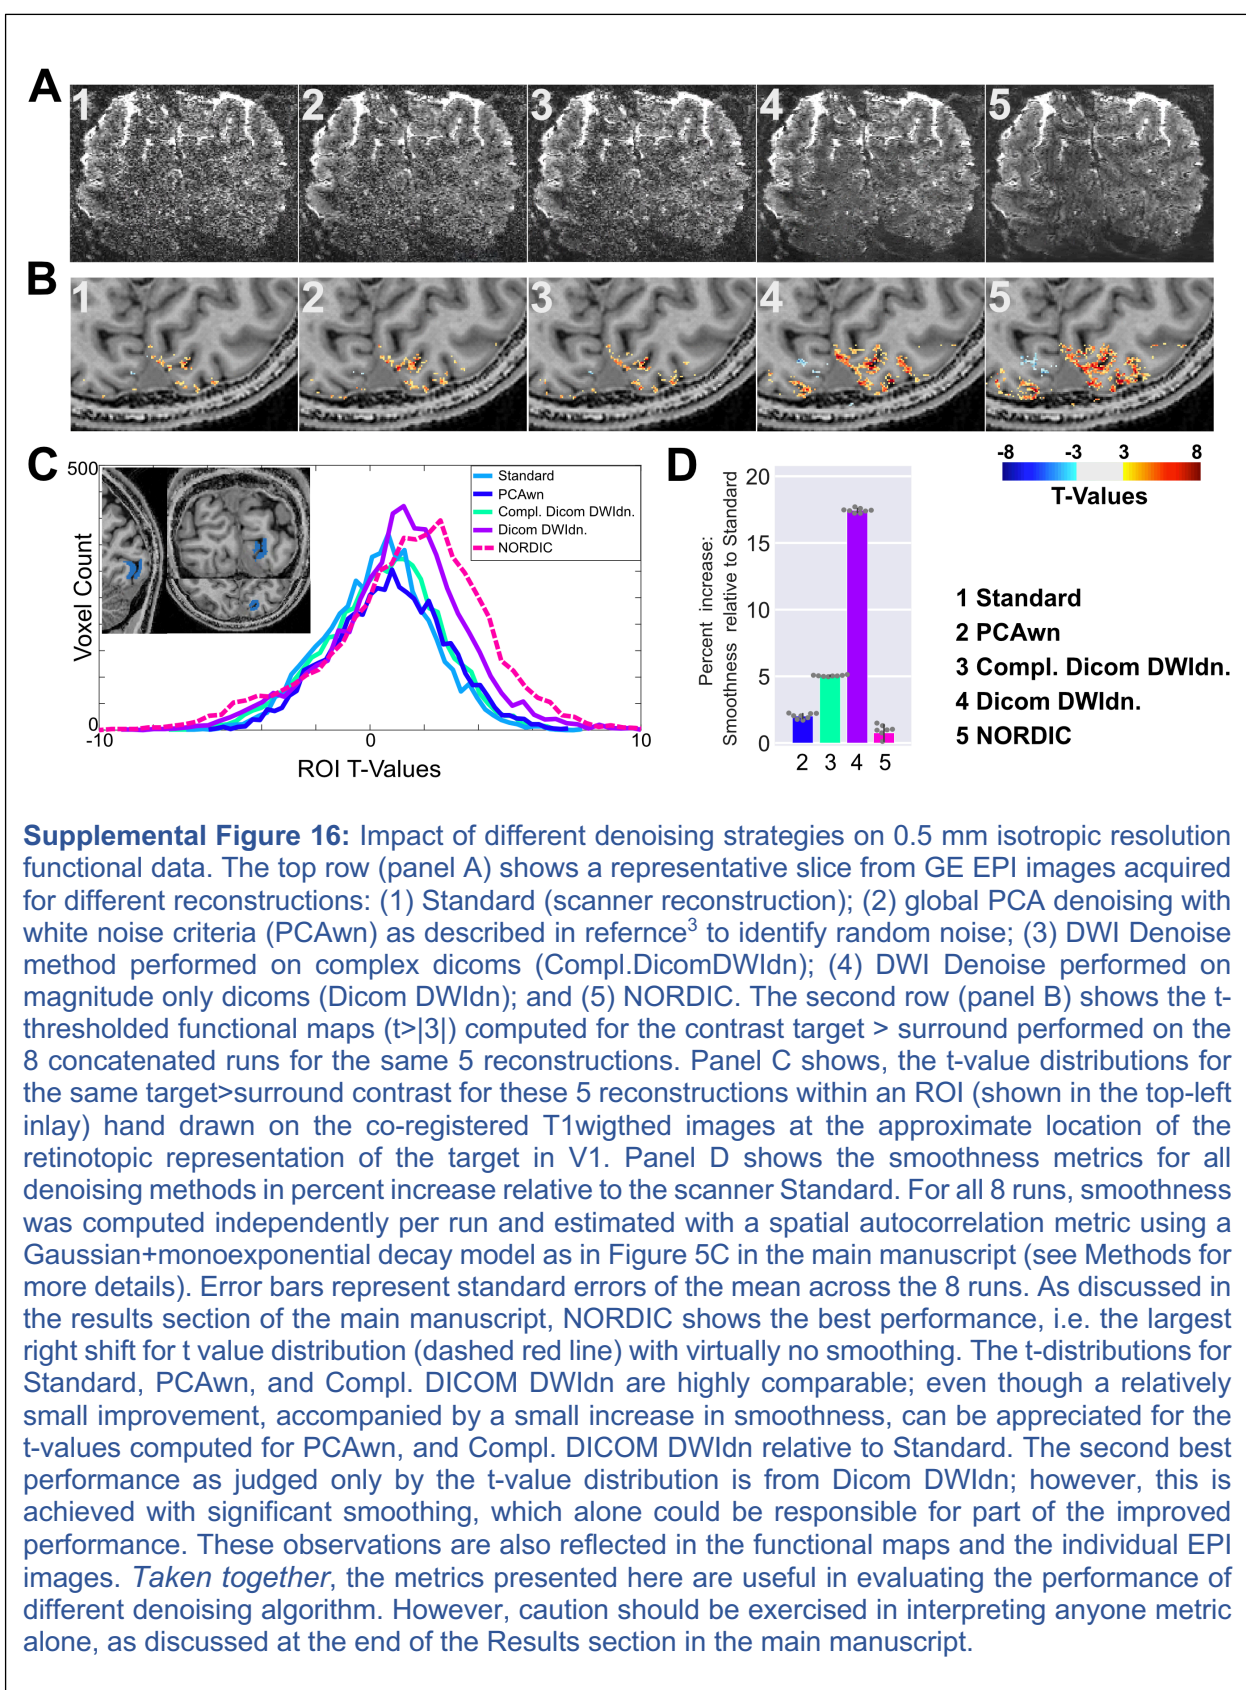 A
1 2 3 4 5
B
1 2 3 4 5
C
500
Voxel Count
0
-10 0 10
ROI T-Values
Standard
PCAwn
Compl. Dicom DWIdn.
Dicom DWIdn.
NORDIC
D
Percent increase:
Smoothness relative to Standard
20
15
10
5
0
2 3 4 5
-8 -3 3 8
T-Values
1 Standard
2 PCAwn
3 Compl. Dicom DWIdn.
4 Dicom DWIdn.
5 NORDIC
Supplemental Figure 16: Impact of different denoising strategies on 0.5 mm isotropic resolution
functional data. The top row (panel A) shows a representative slice from GE EPI images acquired
for different reconstructions: (1) Standard (scanner reconstruction); (2) global PCA denoising with
white noise criteria (PCAwn) as described in refernce3 to identify random noise; (3) DWI Denoise
method performed on complex dicoms (Compl.DicomDWIdn); (4) DWI Denoise performed on
magnitude only dicoms (Dicom DWIdn); and (5) NORDIC. The second row (panel B) shows the t-
thresholded functional maps (t>|3|) computed for the contrast target > surround performed on the
8 concatenated runs for the same 5 reconstructions. Panel C shows, the t-value distributions for
the same target>surround contrast for these 5 reconstructions within an ROI (shown in the top-left
inlay) hand drawn on the co-registered T1wigthed images at the approximate location of the
retinotopic representation of the target in V1. Panel D shows the smoothness metrics for all
denoising methods in percent increase relative to the scanner Standard. For all 8 runs, smoothness
was computed independently per run and estimated with a spatial autocorrelation metric using a
Gaussian+monoexponential decay model as in Figure 5C in the main manuscript (see Methods for
more details). Error bars represent standard errors of the mean across the 8 runs. As discussed in
the results section of the main manuscript, NORDIC shows the best performance, i.e. the largest
right shift for t value distribution (dashed red line) with virtually no smoothing. The t-distributions for
Standard, PCAwn, and Compl. DICOM DWIdn are highly comparable; even though a relatively
small improvement, accompanied by a small increase in smoothness, can be appreciated for the
t-values computed for PCAwn, and Compl. DICOM DWIdn relative to Standard. The second best
performance as judged only by the t-value distribution is from Dicom DWIdn; however, this is
achieved with significant smoothing, which alone could be responsible for part of the improved
performance. These observations are also reflected in the functional maps and the individual EPI
images. Taken together, the metrics presented here are useful in evaluating the performance of
different denoising algorithm. However, caution should be exercised in interpreting anyone metric
alone, as discussed at the end of the Results section in the main manuscript.